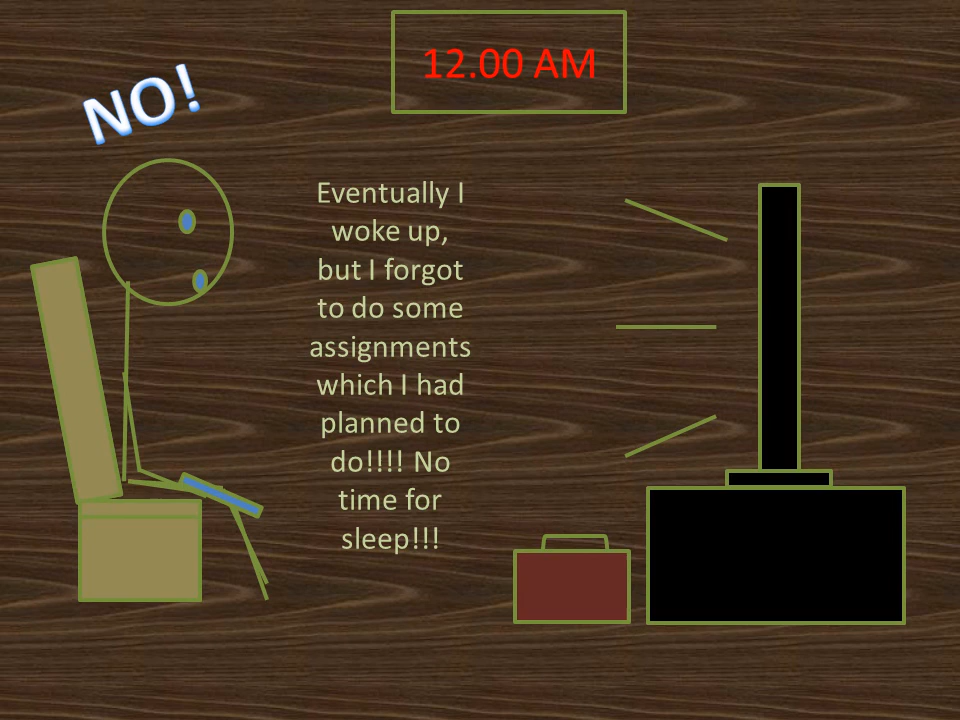 12.00 AM
NO!
Eventually I
woke up,
but I forgot
to do some
assignments
which I had
planned to
do!!!! No
time for
sleep!!!